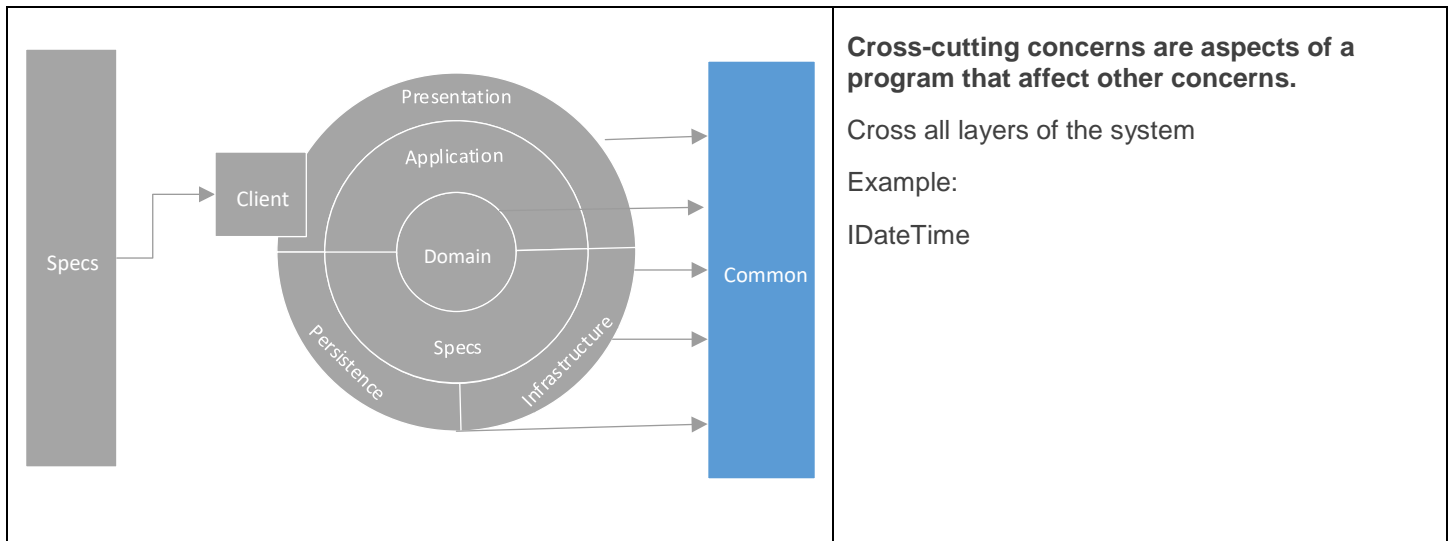 Specs
Client
Presentation
Application
Domain
Specs
Persistence
Infrastructure
Common
Cross-cutting concerns are aspects of a
program that affect other concerns.
Cross all layers of the system
Example:
IDateTime